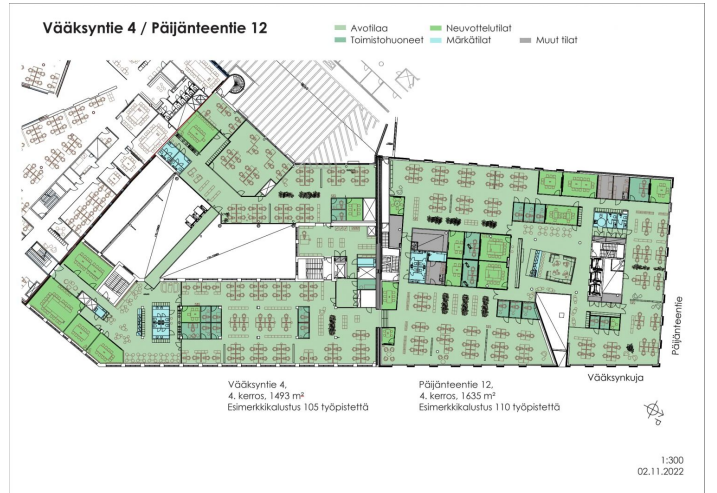 Vääksyntie 4 / Päijänteentie 12
Avotilaa
Neuvottelutilat
Toimistohuoneet
Märkätilat
Muut tilat
Päijänteentie
Vääksynkuja
Vääksyntie 4,
4. kerros, 1493 m²
Esimerkkikalustus 105 työpistettä
Päijänteentie 12,
4. kerros, 1635 m²
Esimerkkikalustus 110 työpistettä
1:300
02.11.2022